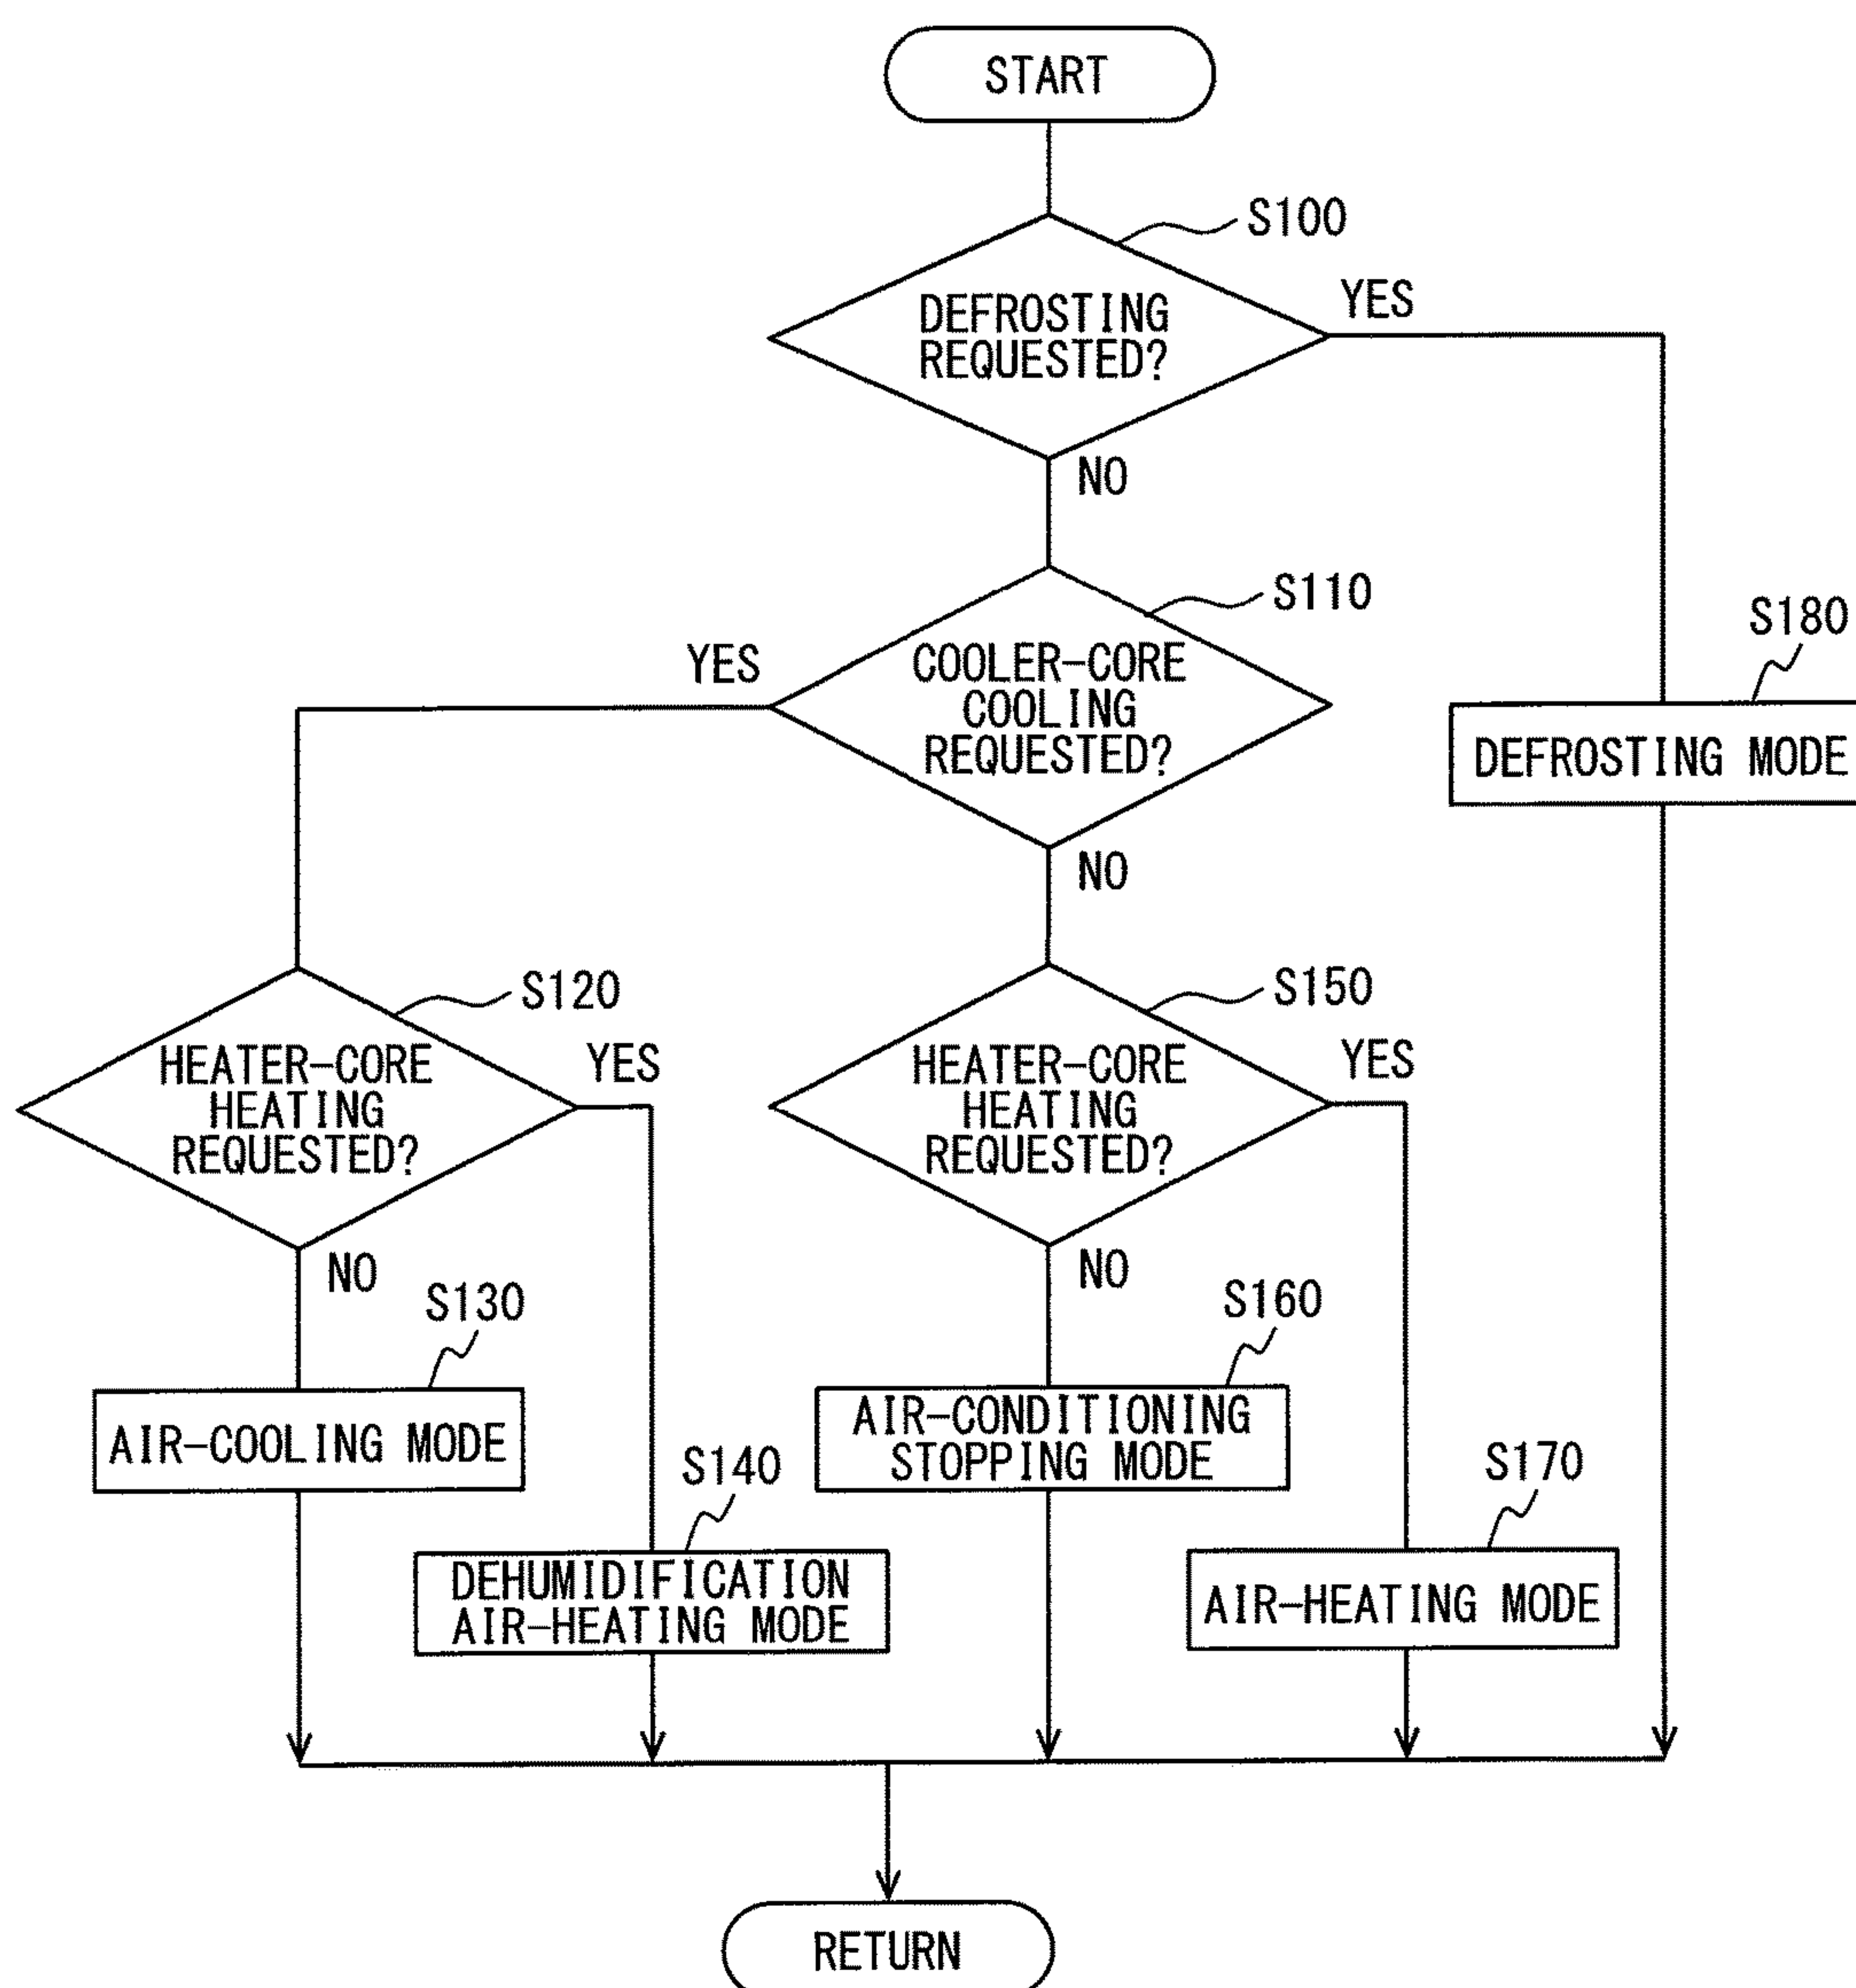 START
S100
DEFROSTING
REQUESTED?
YES
NO
S110
COOLER-CORE
COOLING
REQUESTED?
YES
NO
S180
DEFROSTING MODE
S120
HEATER-CORE
HEATING
REQUESTED?
YES
NO
S150
HEATER-CORE
HEATING
REQUESTED?
YES
NO
S130
AIR-COOLING MODE
S140
DEHUMIDIFICATION
AIR-HEATING MODE
S160
AIR-CONDITIONING
STOPPING MODE
S170
AIR-HEATING MODE
RETURN